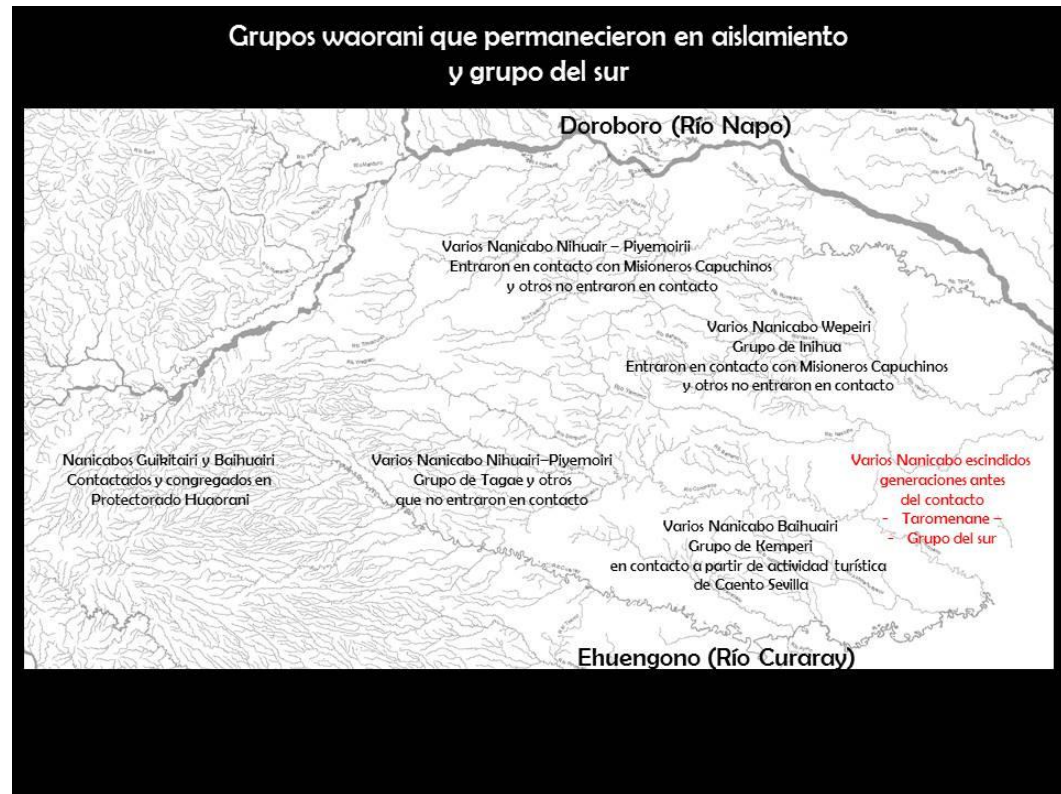 Grupos waorani que permanecieron en aislamiento
y grupo del sur
Doroboro (Río Napo)
Varios Nanicabo Nihuair – Piyemoirii
Entraron en contacto con Misioneros Capuchinos
y otros no entraron en contacto
Varios Nanicabo Wepeiri
Grupo de Inihua
Entraron en contacto con Misioneros Capuchinos
y otros no entraron en contacto
Nanicabos Guikitairi y Baihuairi
Contactados y congregados en
Protectorado Huaorani
Varios Nanicabo Nihuairi–Piyemoiri
Grupo de Tagae y otros
que no entraron en contacto
Varios Nanicabo escindidos
generaciones antes
del contacto
- Taromenane –
- Grupo del sur
Varios Nanicabo Baihuairi
Grupo de Kemperi
en contacto a partir de actividad turística
de Caento Sevilla
Ehuengono (Río Curaray)